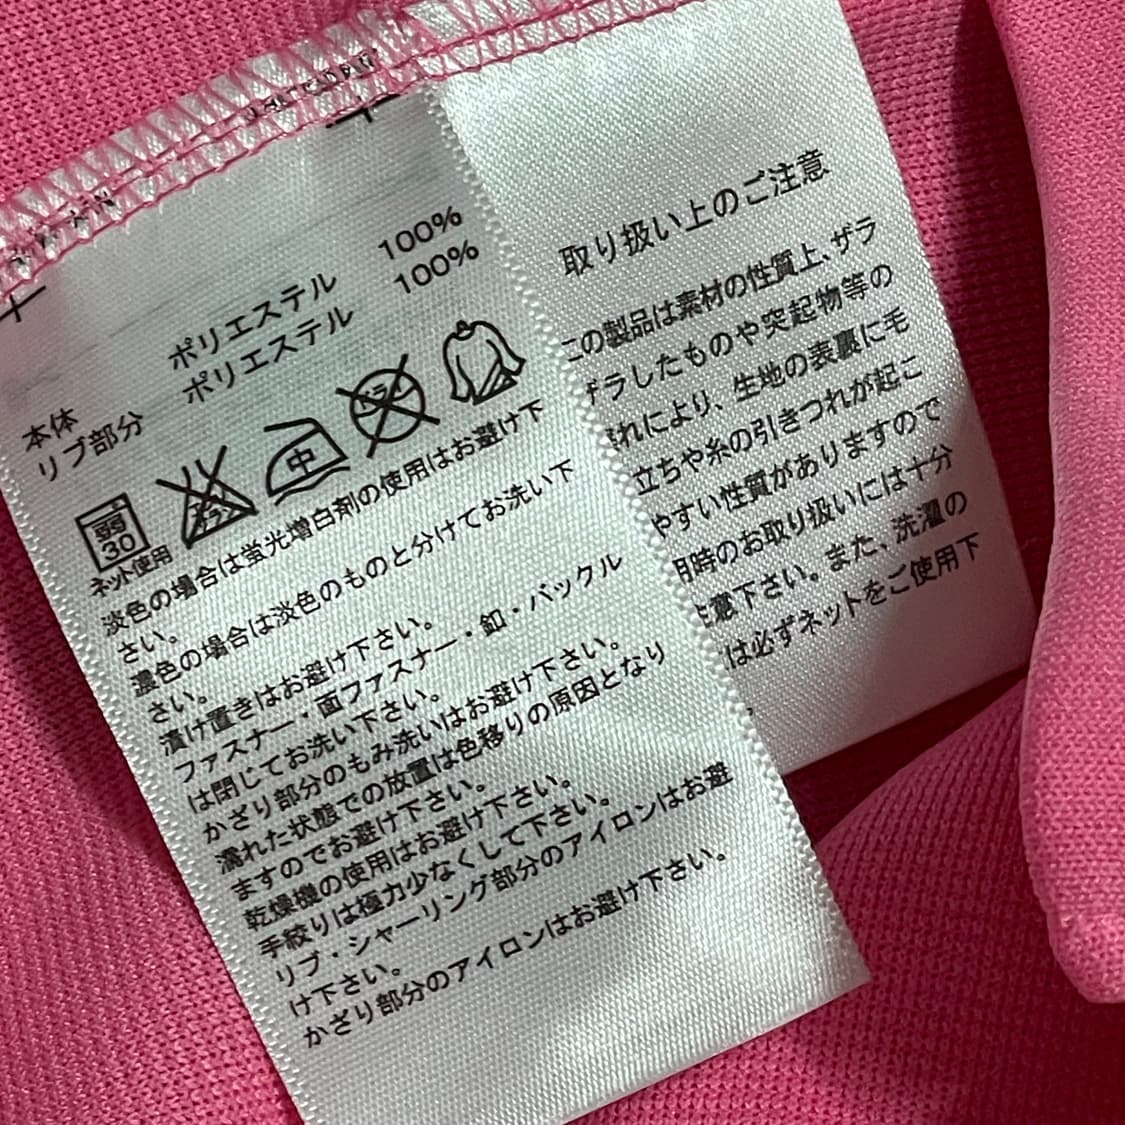 本体 ポリエステル 100%
リブ部分 ポリエステル 100%
弱
30
ネット使用
エンソ
サラシ
中
ドライ
淡色の場合は蛍光増白剤の使用はお避け下
さい。
濃色の場合は淡色のものと分けてお洗い下
さい。
漬け置きはお避け下さい。
ファスナー・面ファスナー・釦・バックル
は閉じてお洗い下さい。
かざり部分のもみ洗いはお避け下さい。
濡れた状態での放置は色移りの原因となり
ますのでお避け下さい。
乾燥機の使用はお避け下さい。
手絞りは極力少なくして下さい。
リブ・シャーリング部分のアイロンはお避
け下さい。
かざり部分のアイロンはお避け下さい。
取り扱い上のご注意
この製品は素材の性質上、ザラ
ザラしたものや突起物等の
れにより、生地の表裏に毛
立ちや糸の引きつれが起こ
やすい性質がありますので
用時のお取り扱いには十分
注意下さい。また、洗濯の
は必ずネットをご使用下
。